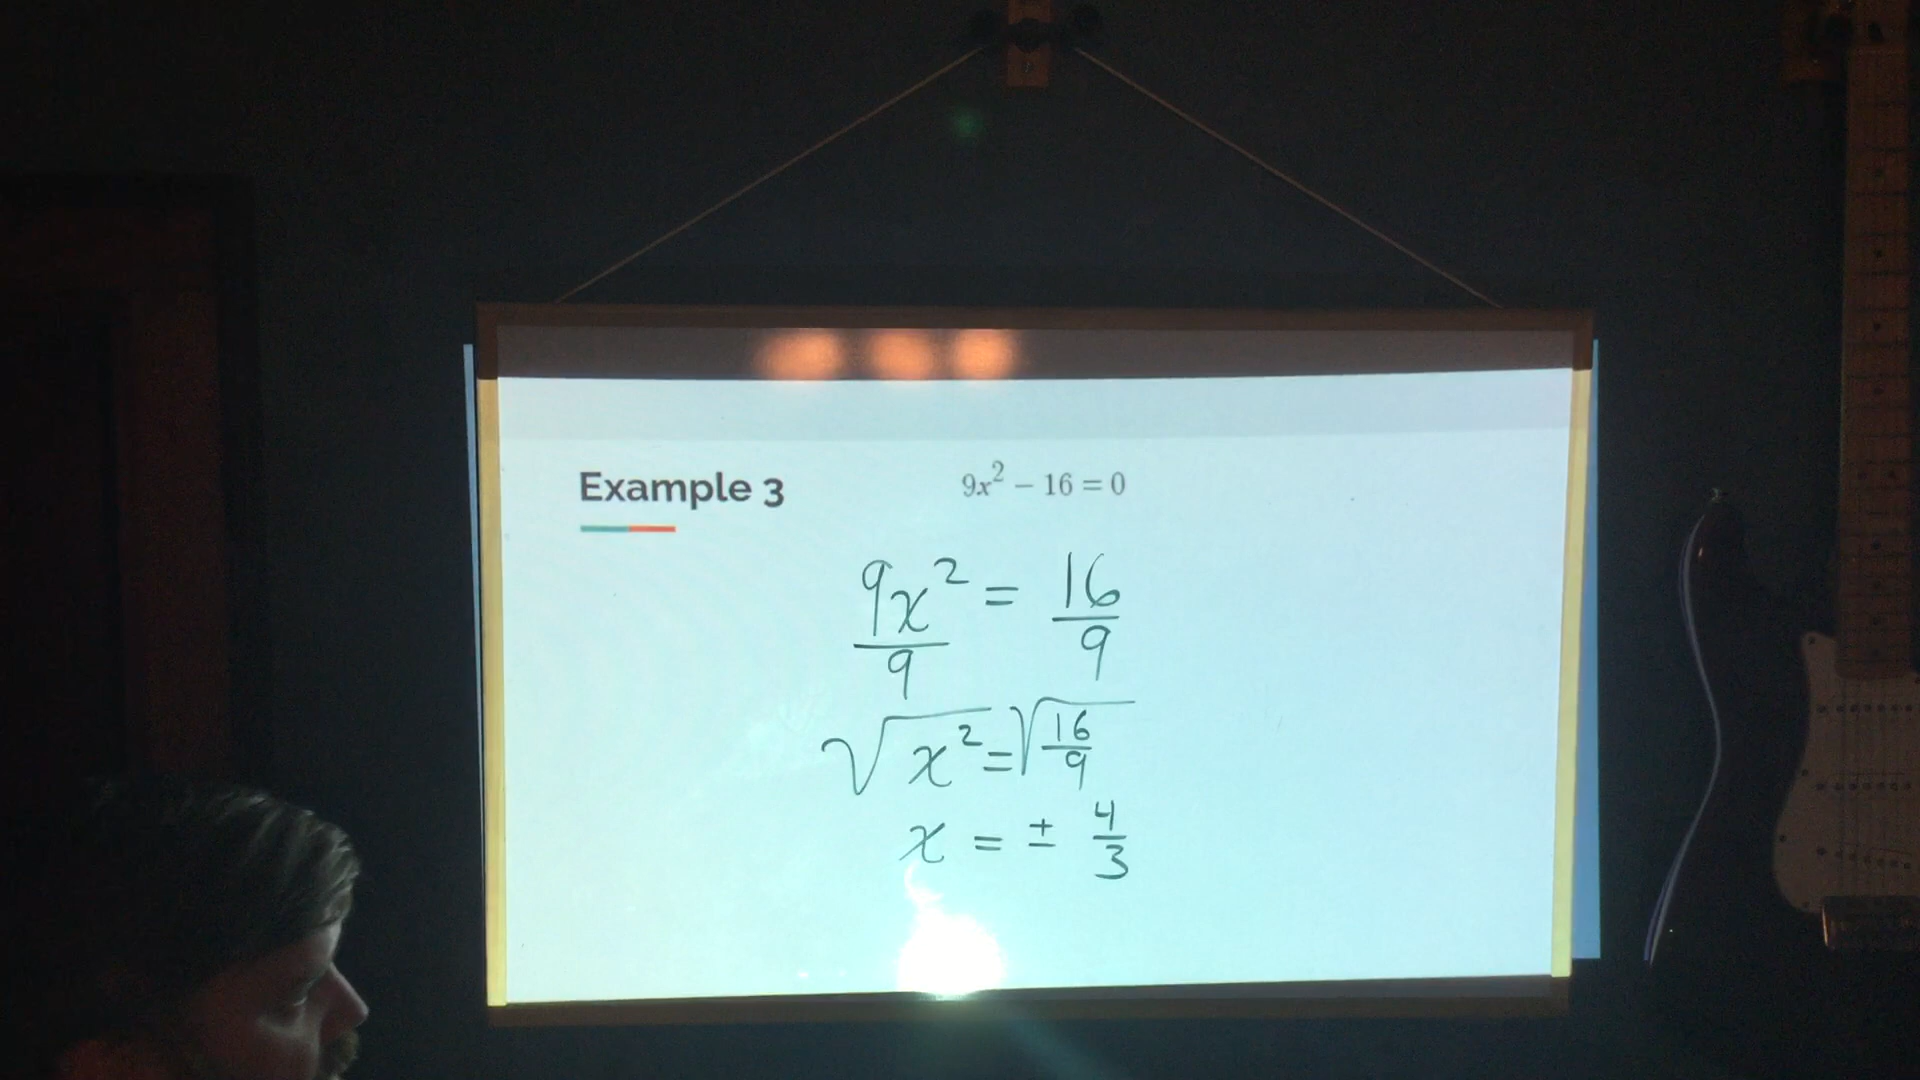 Example 3
9x² − 16 = 0
9x²/9 = 16/9
√x² = √16/9
x = ± 4/3